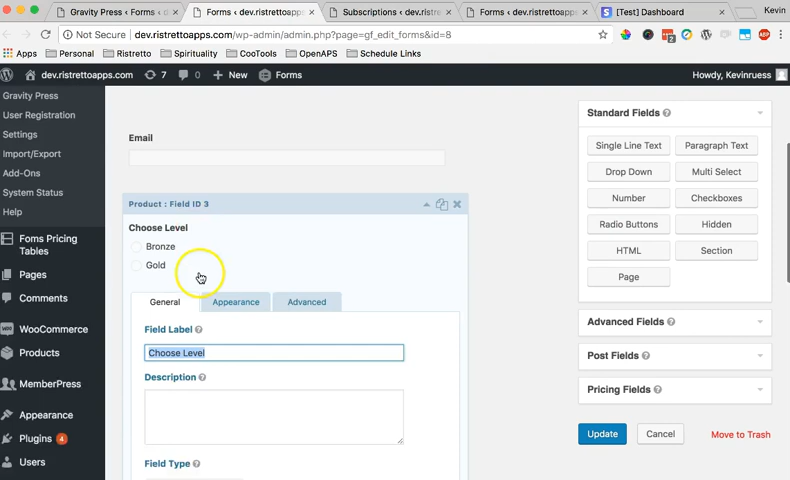 Gravity Press ‹ Forms ‹ d
Forms ‹ dev.ristrettoapps.
Subscriptions ‹ dev.ristre
Forms ‹ dev.ristrettoapps.
[Test] Dashboard
Kevin
Not Secure
dev.ristrettoapps.com/wp-admin/admin.php?page=gf_edit_forms&id=8
Apps
Personal
Ristretto
Spirituality
CooTools
OpenAPS
Schedule Links
dev.ristrettoapps.com
7
0
+ New
Forms
Howdy, Kevinruess
Gravity Press
User Registration
Settings
Import/Export
Add-Ons
System Status
Help
Foms Pricing
Tables
Pages
Comments
WooCommerce
Products
MemberPress
Appearance
Plugins 4
Users
Email
Product : Field ID 3
Choose Level
Bronze
Gold
General
Appearance
Advanced
Field Label
Choose Level
Description
Field Type
Standard Fields
Single Line Text
Paragraph Text
Drop Down
Multi Select
Number
Checkboxes
Radio Buttons
Hidden
HTML
Section
Page
Advanced Fields
Post Fields
Pricing Fields
Update
Cancel
Move to Trash